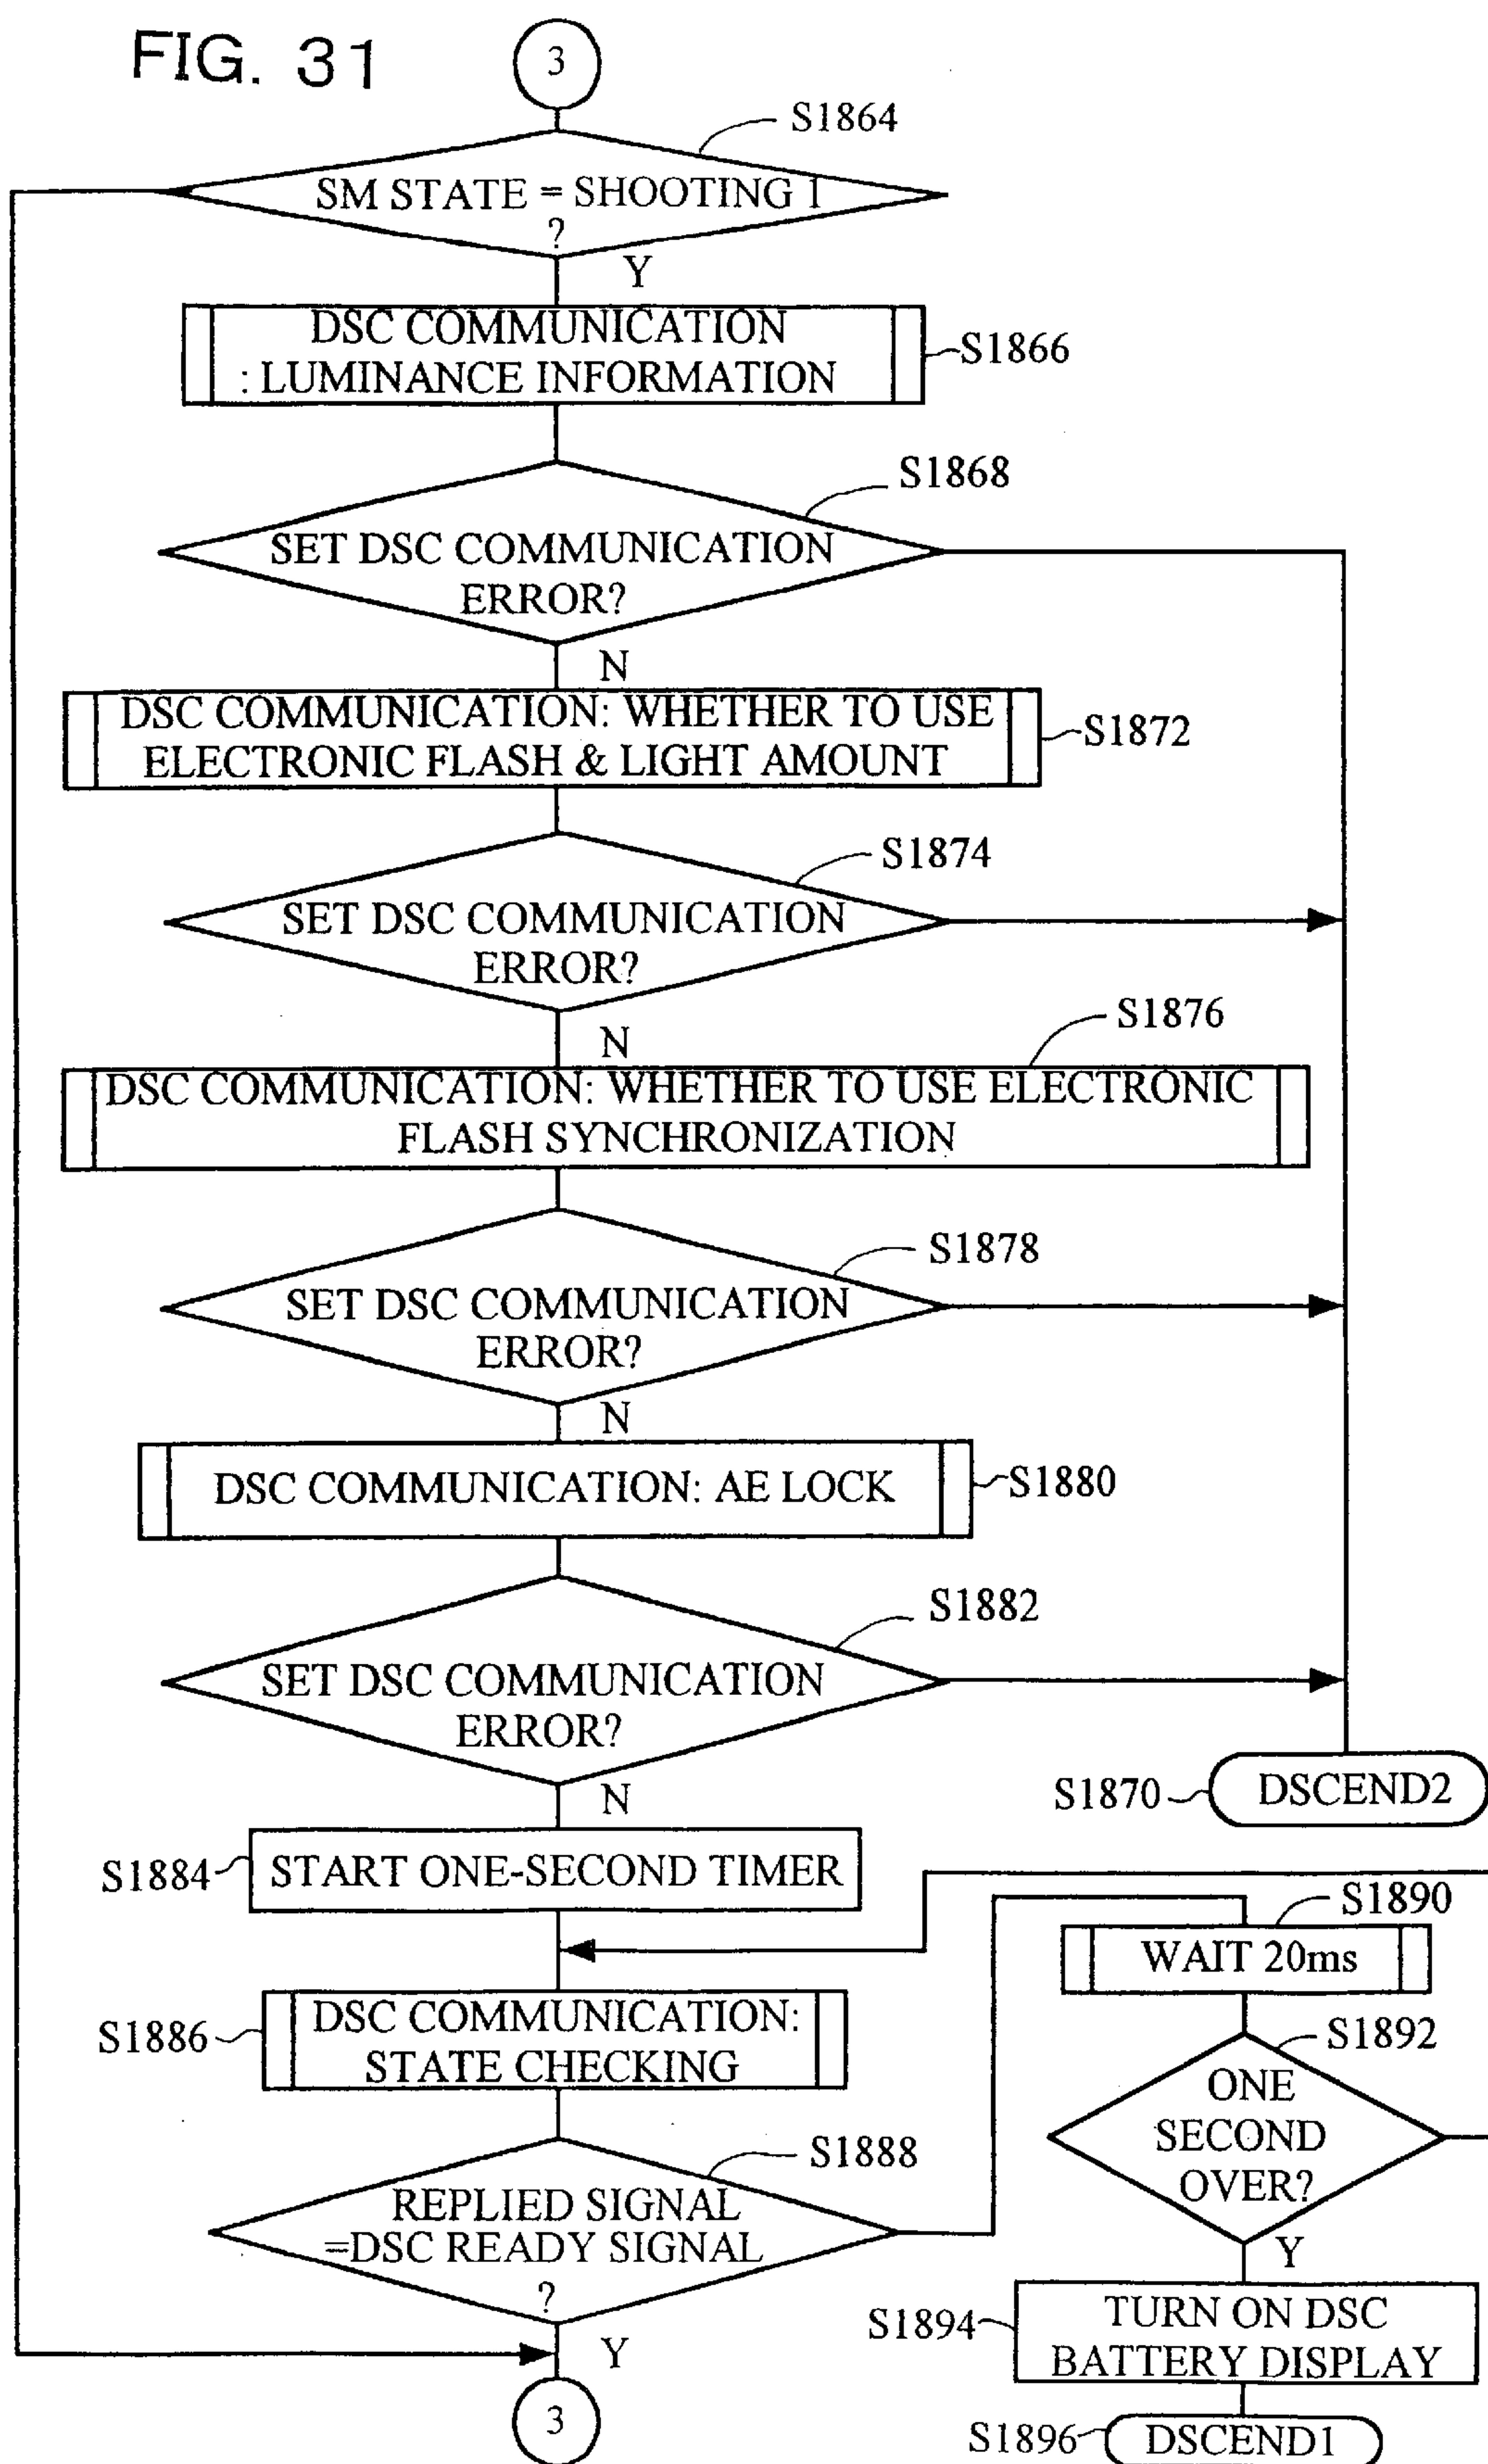 FIG. 31
3
S1864
SM STATE = SHOOTING 1
?
Y
DSC COMMUNICATION
: LUMINANCE INFORMATION
S1866
S1868
SET DSC COMMUNICATION
ERROR?
N
DSC COMMUNICATION: WHETHER TO USE
ELECTRONIC FLASH & LIGHT AMOUNT
S1872
S1874
SET DSC COMMUNICATION
ERROR?
N
S1876
DSC COMMUNICATION: WHETHER TO USE ELECTRONIC
FLASH SYNCHRONIZATION
S1878
SET DSC COMMUNICATION
ERROR?
N
DSC COMMUNICATION: AE LOCK
S1880
S1882
SET DSC COMMUNICATION
ERROR?
N
S1870
DSCEND2
S1884
START ONE-SECOND TIMER
S1890
WAIT 20ms
S1886
DSC COMMUNICATION:
STATE CHECKING
S1892
ONE
SECOND
OVER?
Y
S1888
REPLIED SIGNAL
=DSC READY SIGNAL
?
Y
S1894
TURN ON DSC
BATTERY DISPLAY
3
S1896
DSCEND1